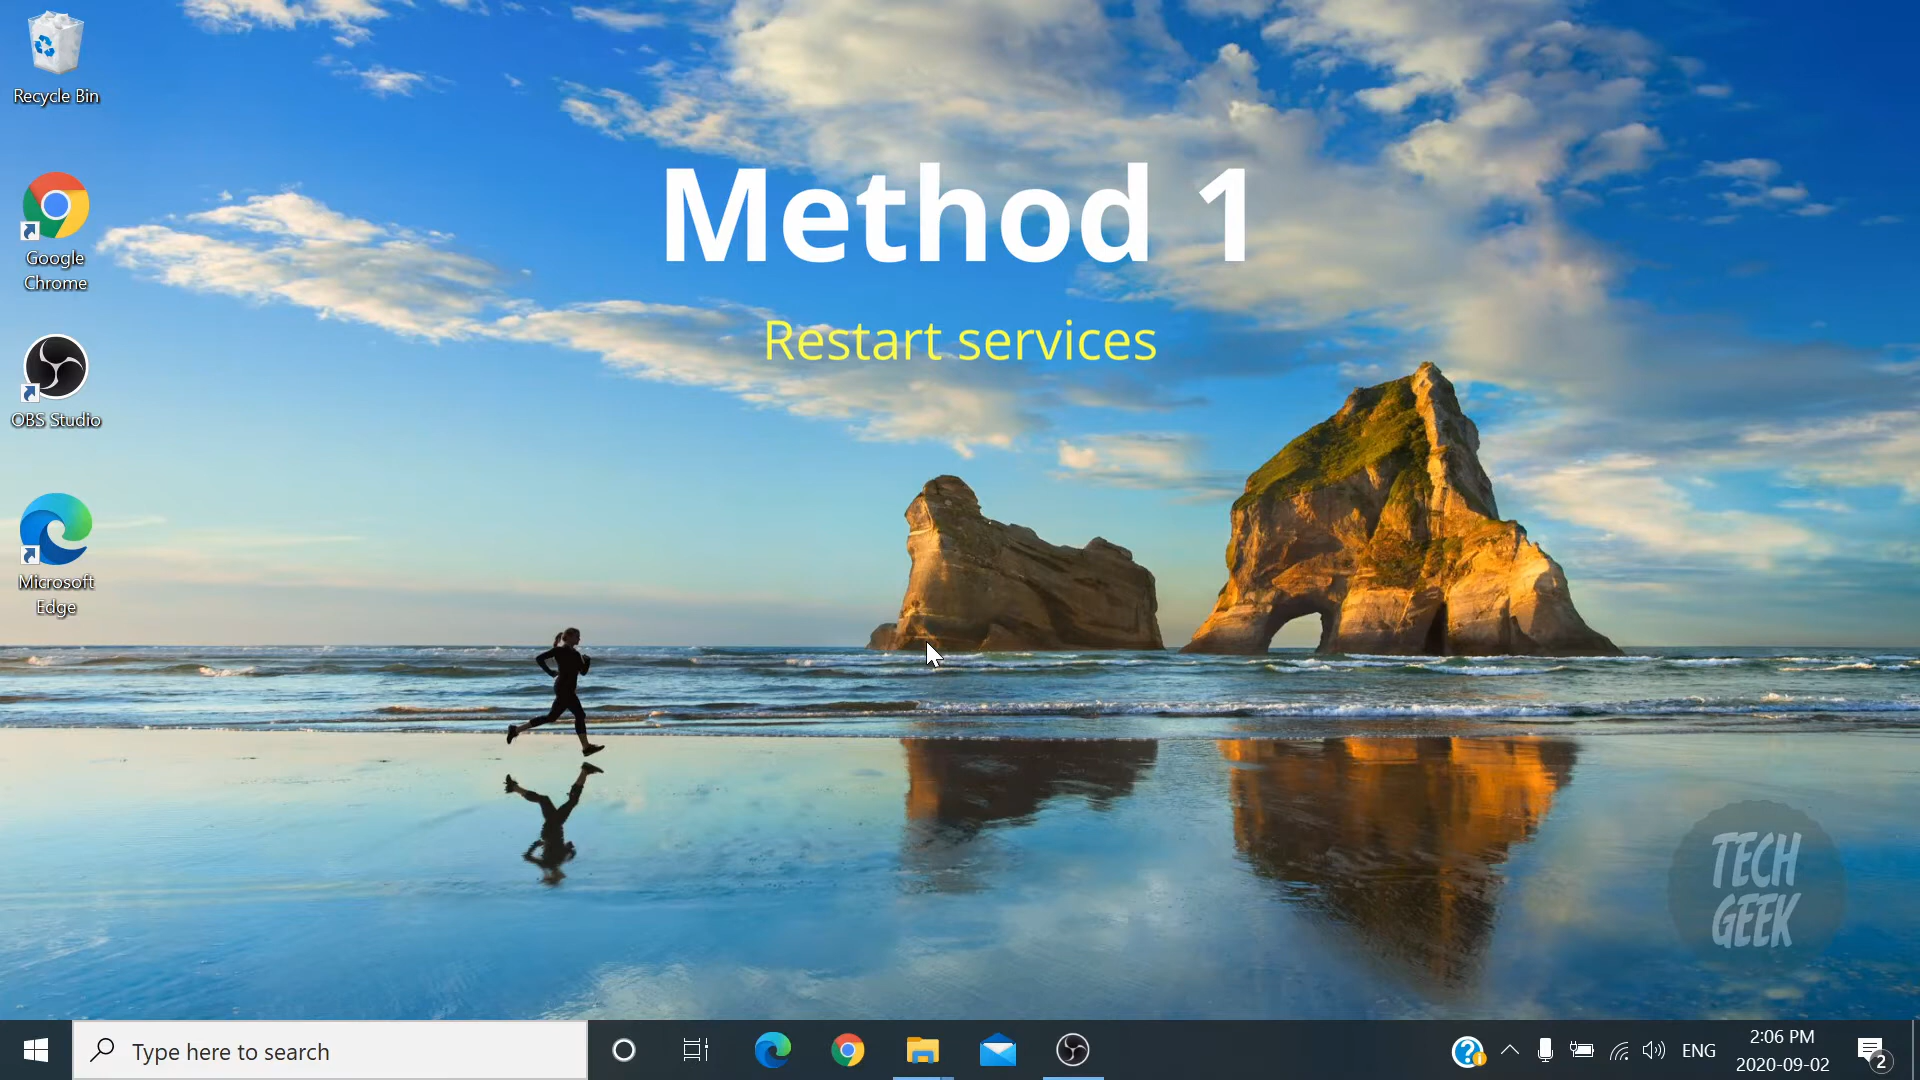 Recycle Bin
Google
Chrome
OBS Studio
Microsoft
Edge
Method 1
Restart services
TECH
GEEK
Type here to search
ENG
2:06 PM
2020-09-02
2